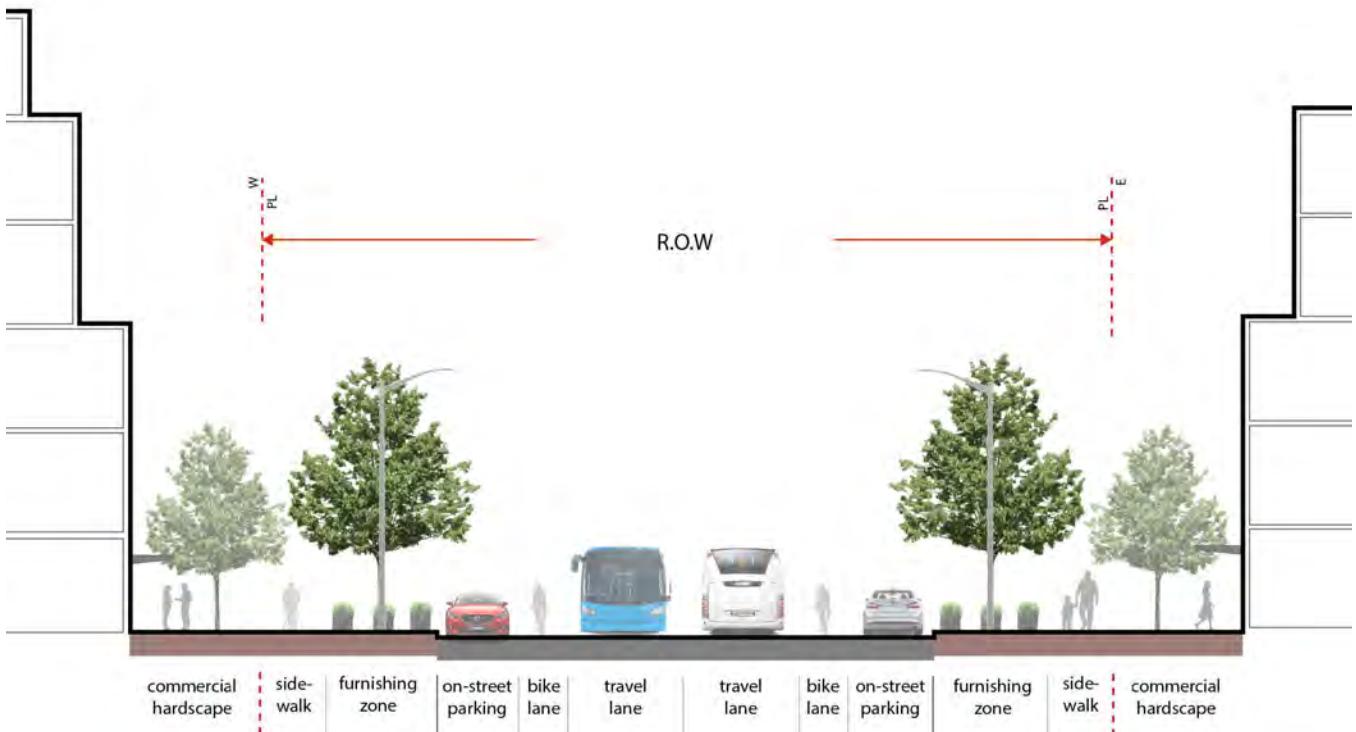 W
PL
PL
E
R.O.W
commercial
hardscape
side-
walk
furnishing
zone
on-street
parking
bike
lane
travel
lane
travel
lane
bike
lane
on-street
parking
furnishing
zone
side-
walk
commercial
hardscape